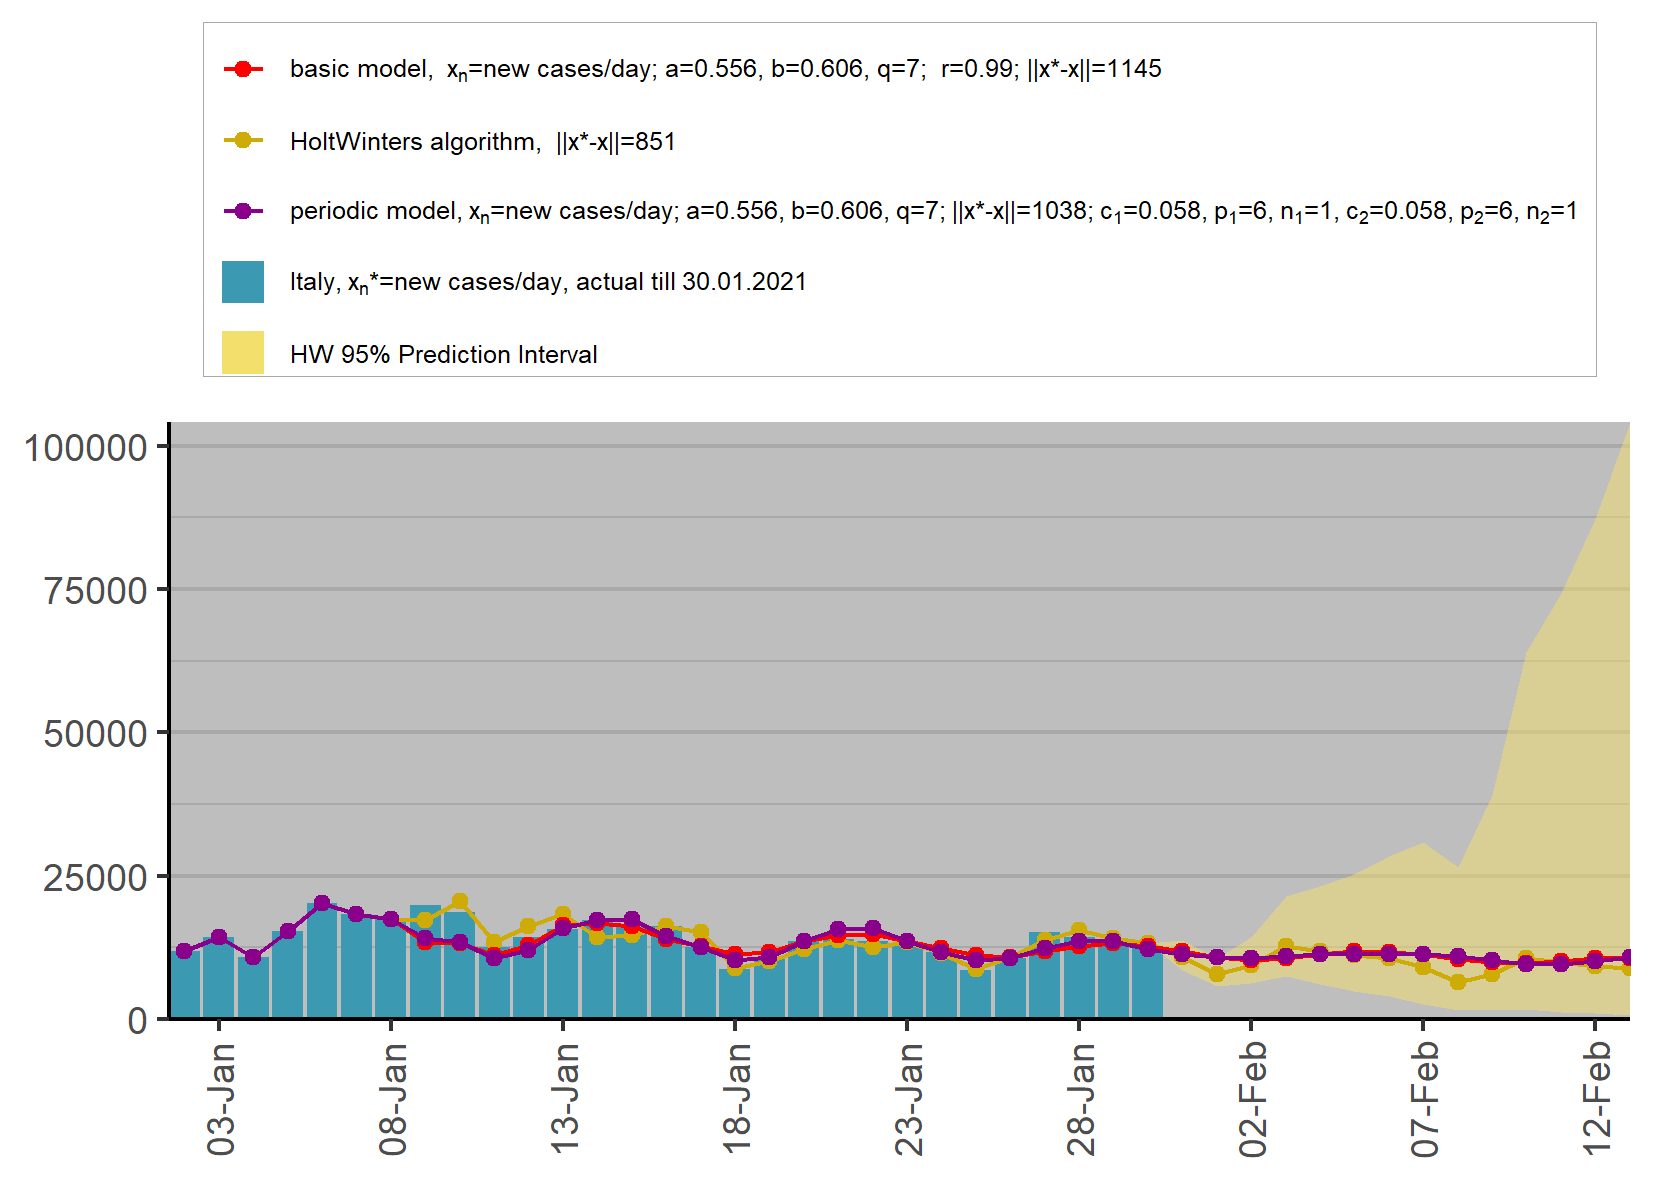 basic model, xₙ=new cases/day; a=0.556, b=0.606, q=7; r=0.99; ||x*-x||=1145
HoltWinters algorithm, ||x*-x||=851
periodic model, xₙ=new cases/day; a=0.556, b=0.606, q=7; ||x*-x||=1038; c₁=0.058, p₁=6, n₁=1, c₂=0.058, p₂=6, n₂=1
Italy, xₙ*=new cases/day, actual till 30.01.2021
HW 95% Prediction Interval
100000
75000
50000
25000
0
03-Jan
08-Jan
13-Jan
18-Jan
23-Jan
28-Jan
02-Feb
07-Feb
12-Feb